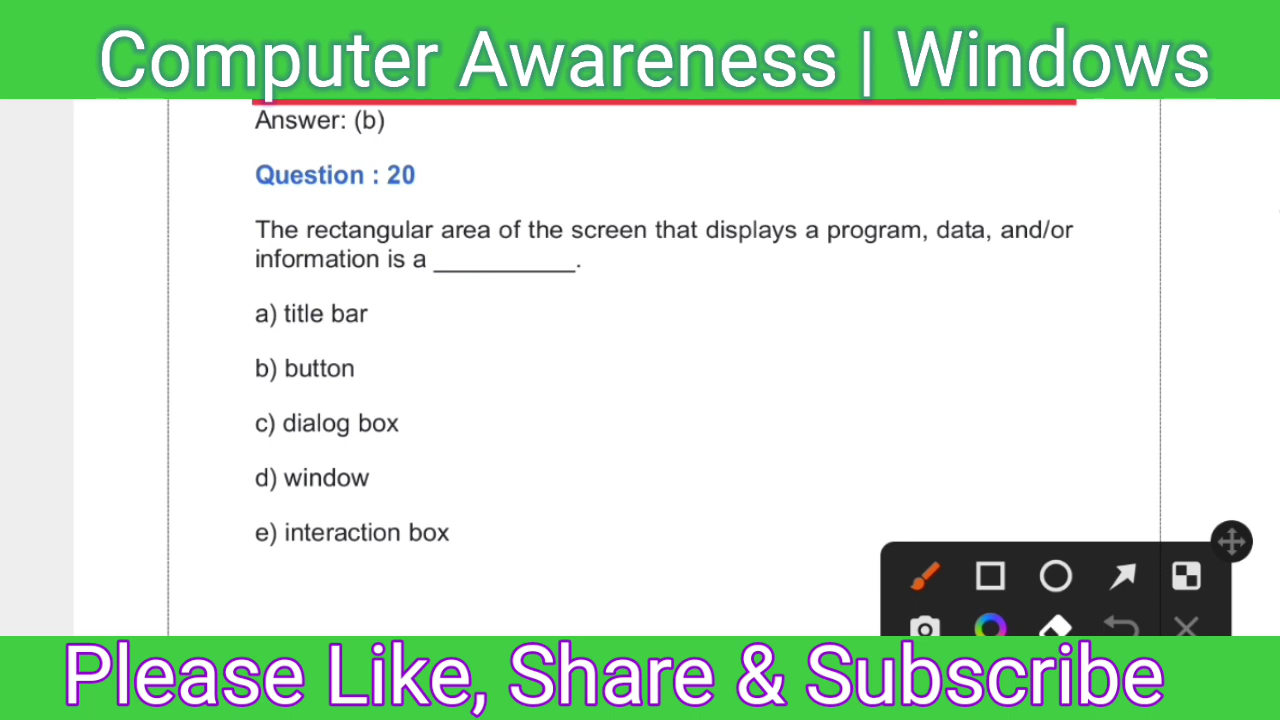 Computer Awareness | Windows
Answer: (b)
Question : 20
The rectangular area of the screen that displays a program, data, and/or
information is a __________.
a) title bar
b) button
c) dialog box
d) window
e) interaction box
Please Like, Share & Subscribe